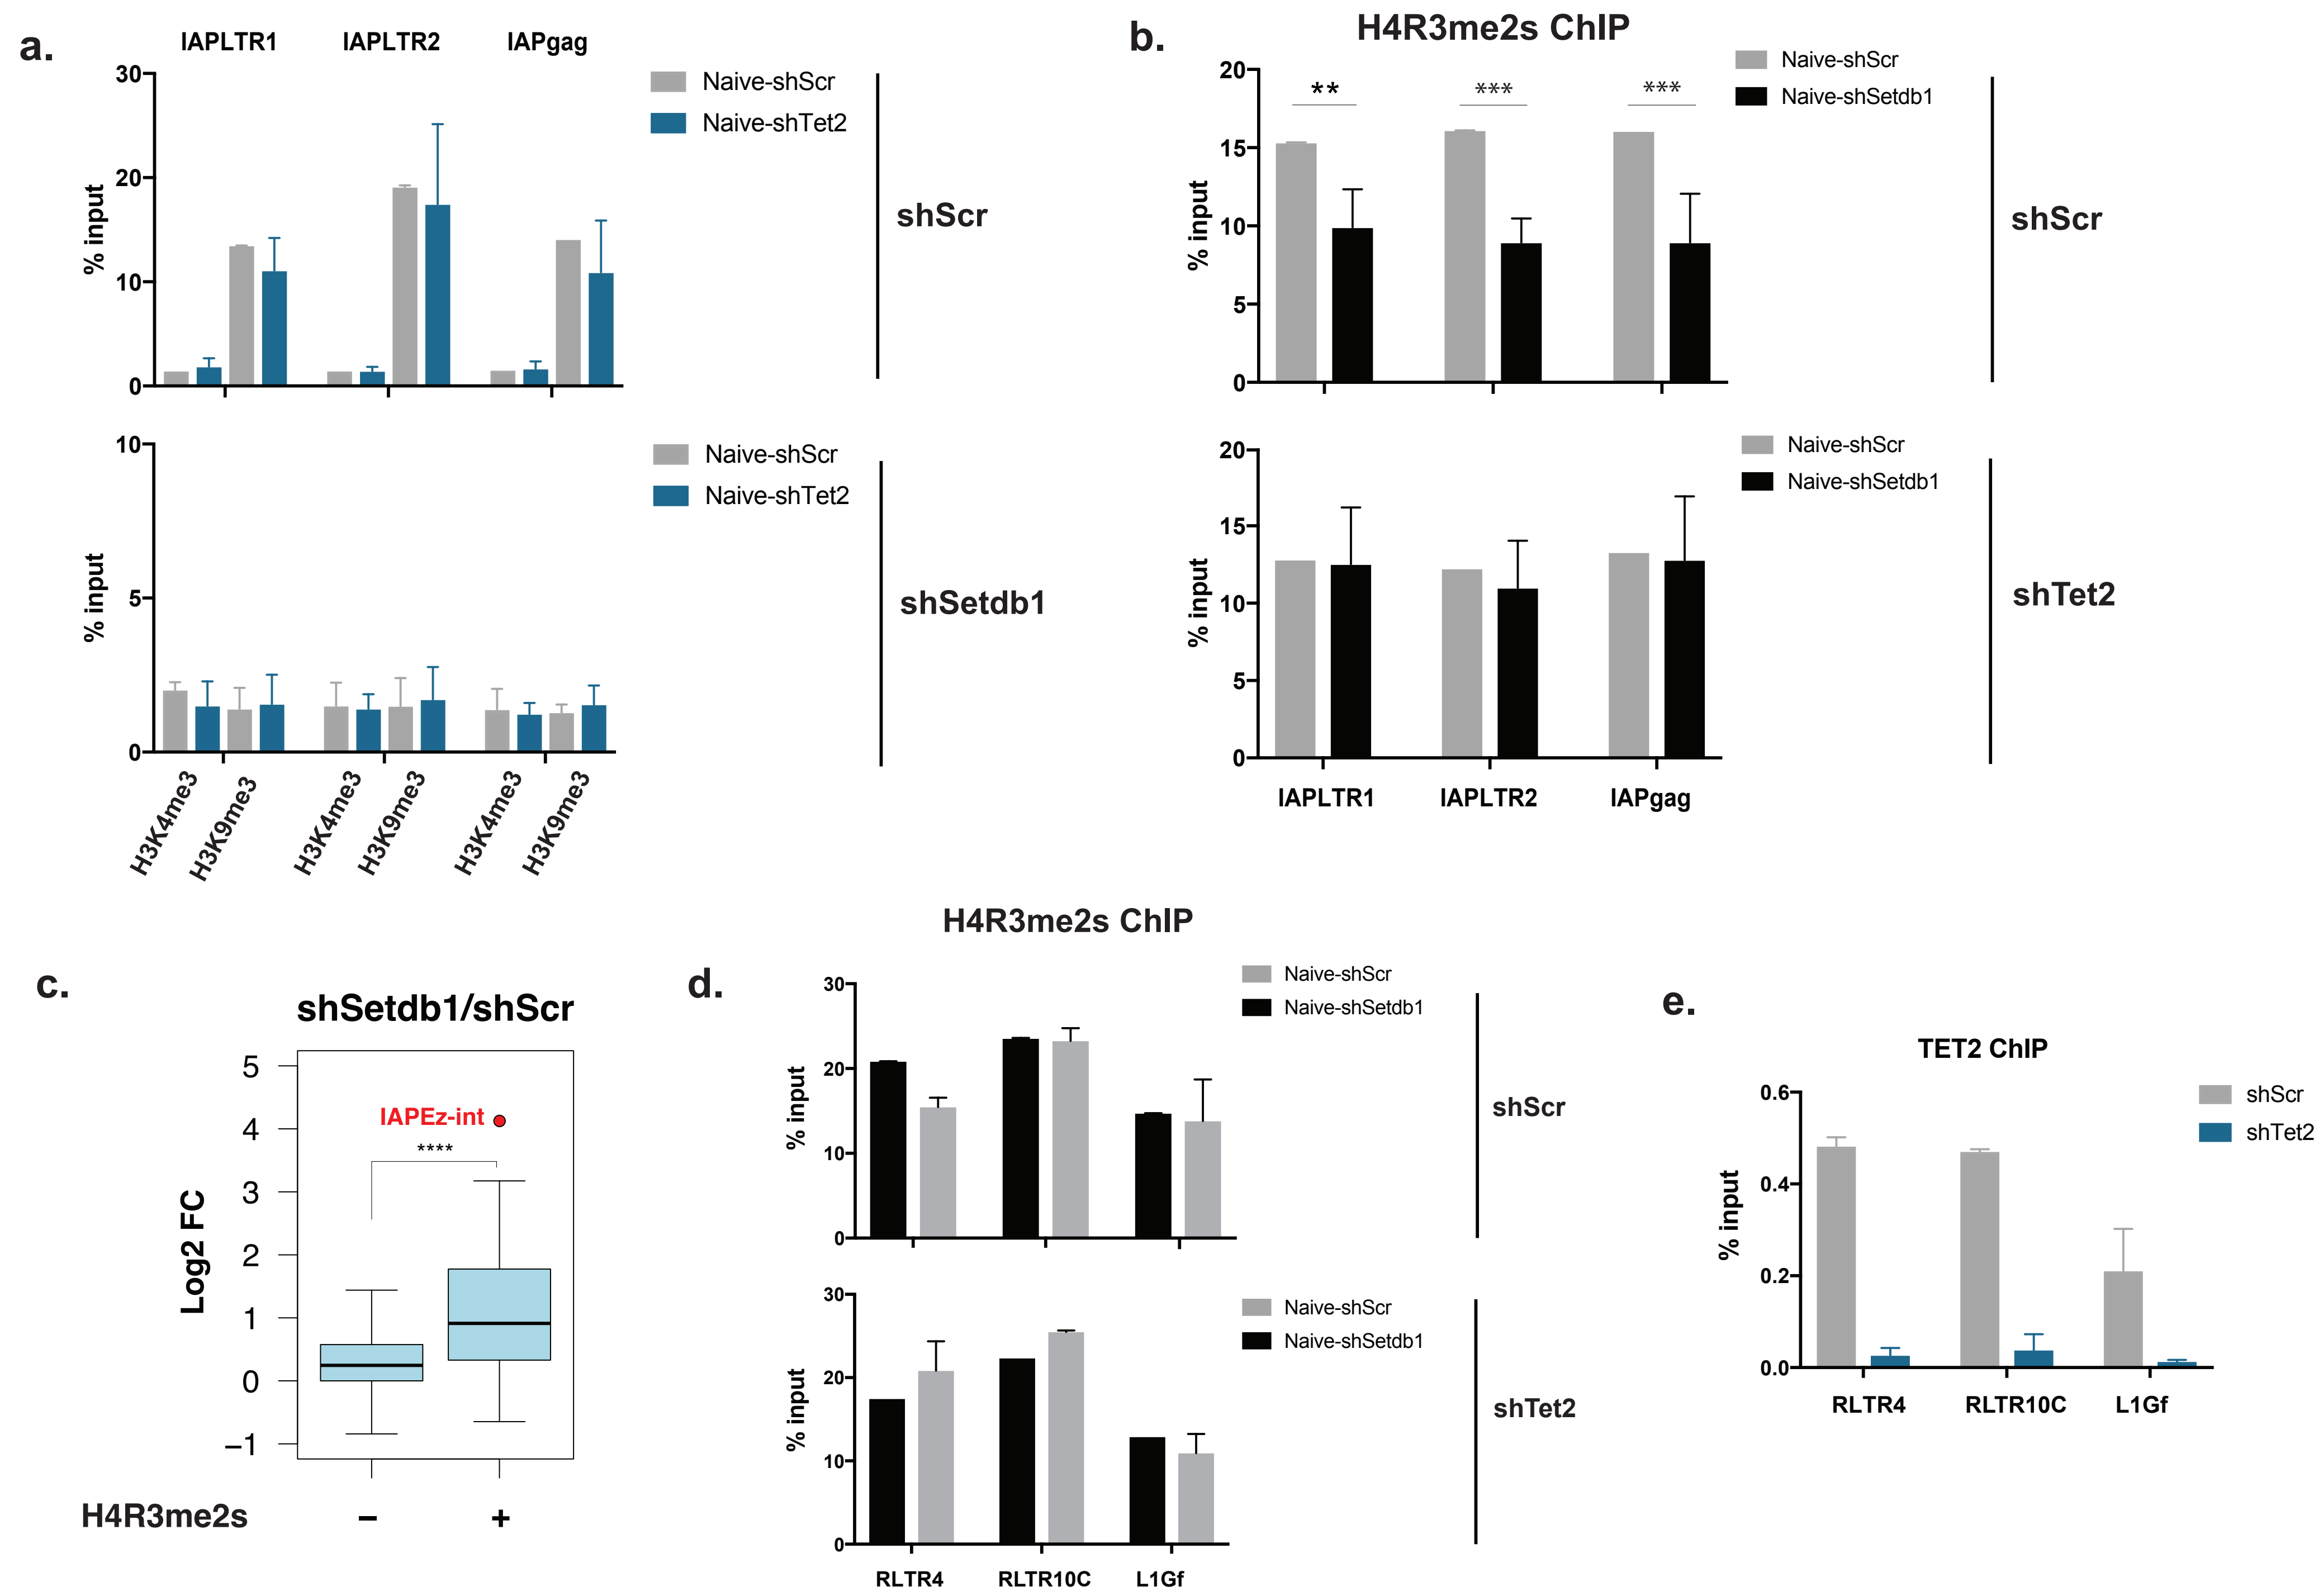 a.
IAPLTR1 IAPLTR2 IAPgag
30
20
10
0
% input
Naive-shScr
Naive-shTet2
shScr
10
5
0
% input
Naive-shScr
Naive-shTet2
shSetdb1
H3K4me3 H3K9me3 H3K4me3 H3K9me3 H3K4me3 H3K9me3
b.
H4R3me2s ChIP
20
15
10
5
0
% input
** *** ***
Naive-shScr
Naive-shSetdb1
shScr
20
15
10
5
0
% input
Naive-shScr
Naive-shSetdb1
shTet2
IAPLTR1 IAPLTR2 IAPgag
c.
shSetdb1/shScr
5
4
3
2
1
0
−1
Log2 FC
IAPEz-int
****
H4R3me2s − +
d.
H4R3me2s ChIP
30
20
10
0
% input
Naive-shScr
Naive-shSetdb1
shScr
30
20
10
0
% input
Naive-shScr
Naive-shSetdb1
shTet2
RLTR4 RLTR10C L1Gf
e.
TET2 ChIP
0.6
0.4
0.2
0.0
% input
shScr
shTet2
RLTR4 RLTR10C L1Gf